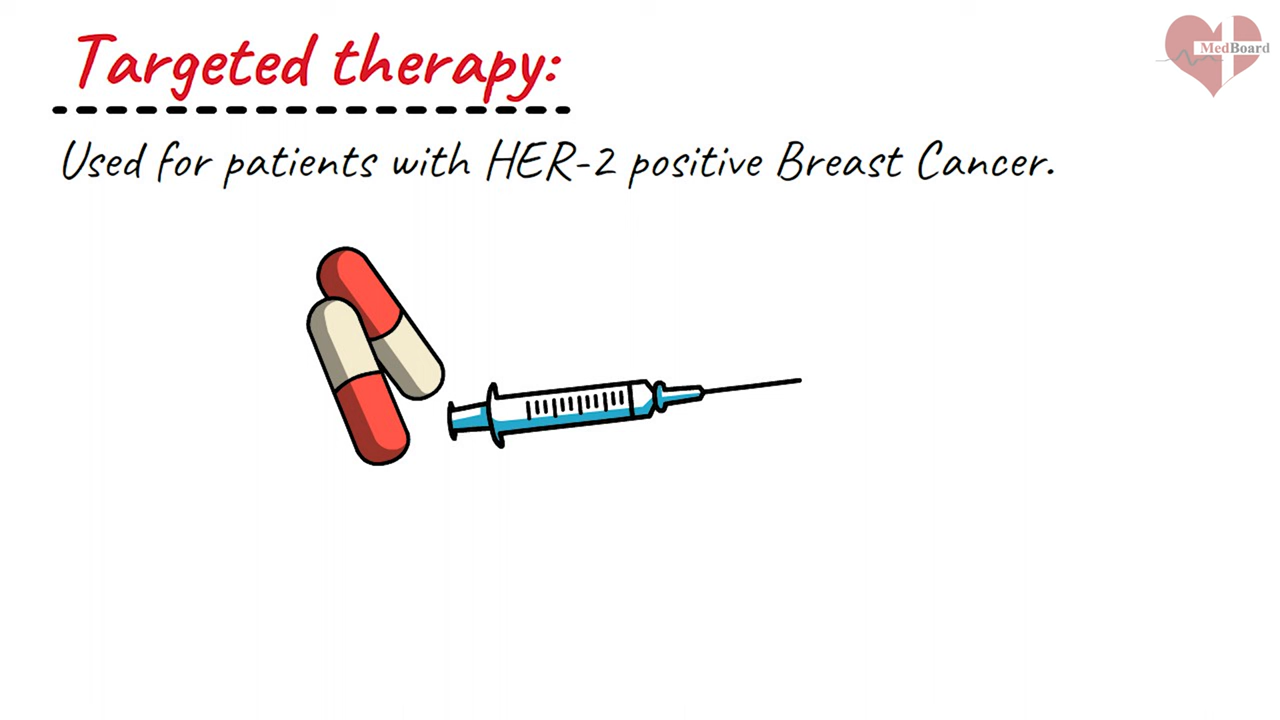 Targeted therapy:
MedBoard
Used for patients with HER-2 positive Breast Cancer.